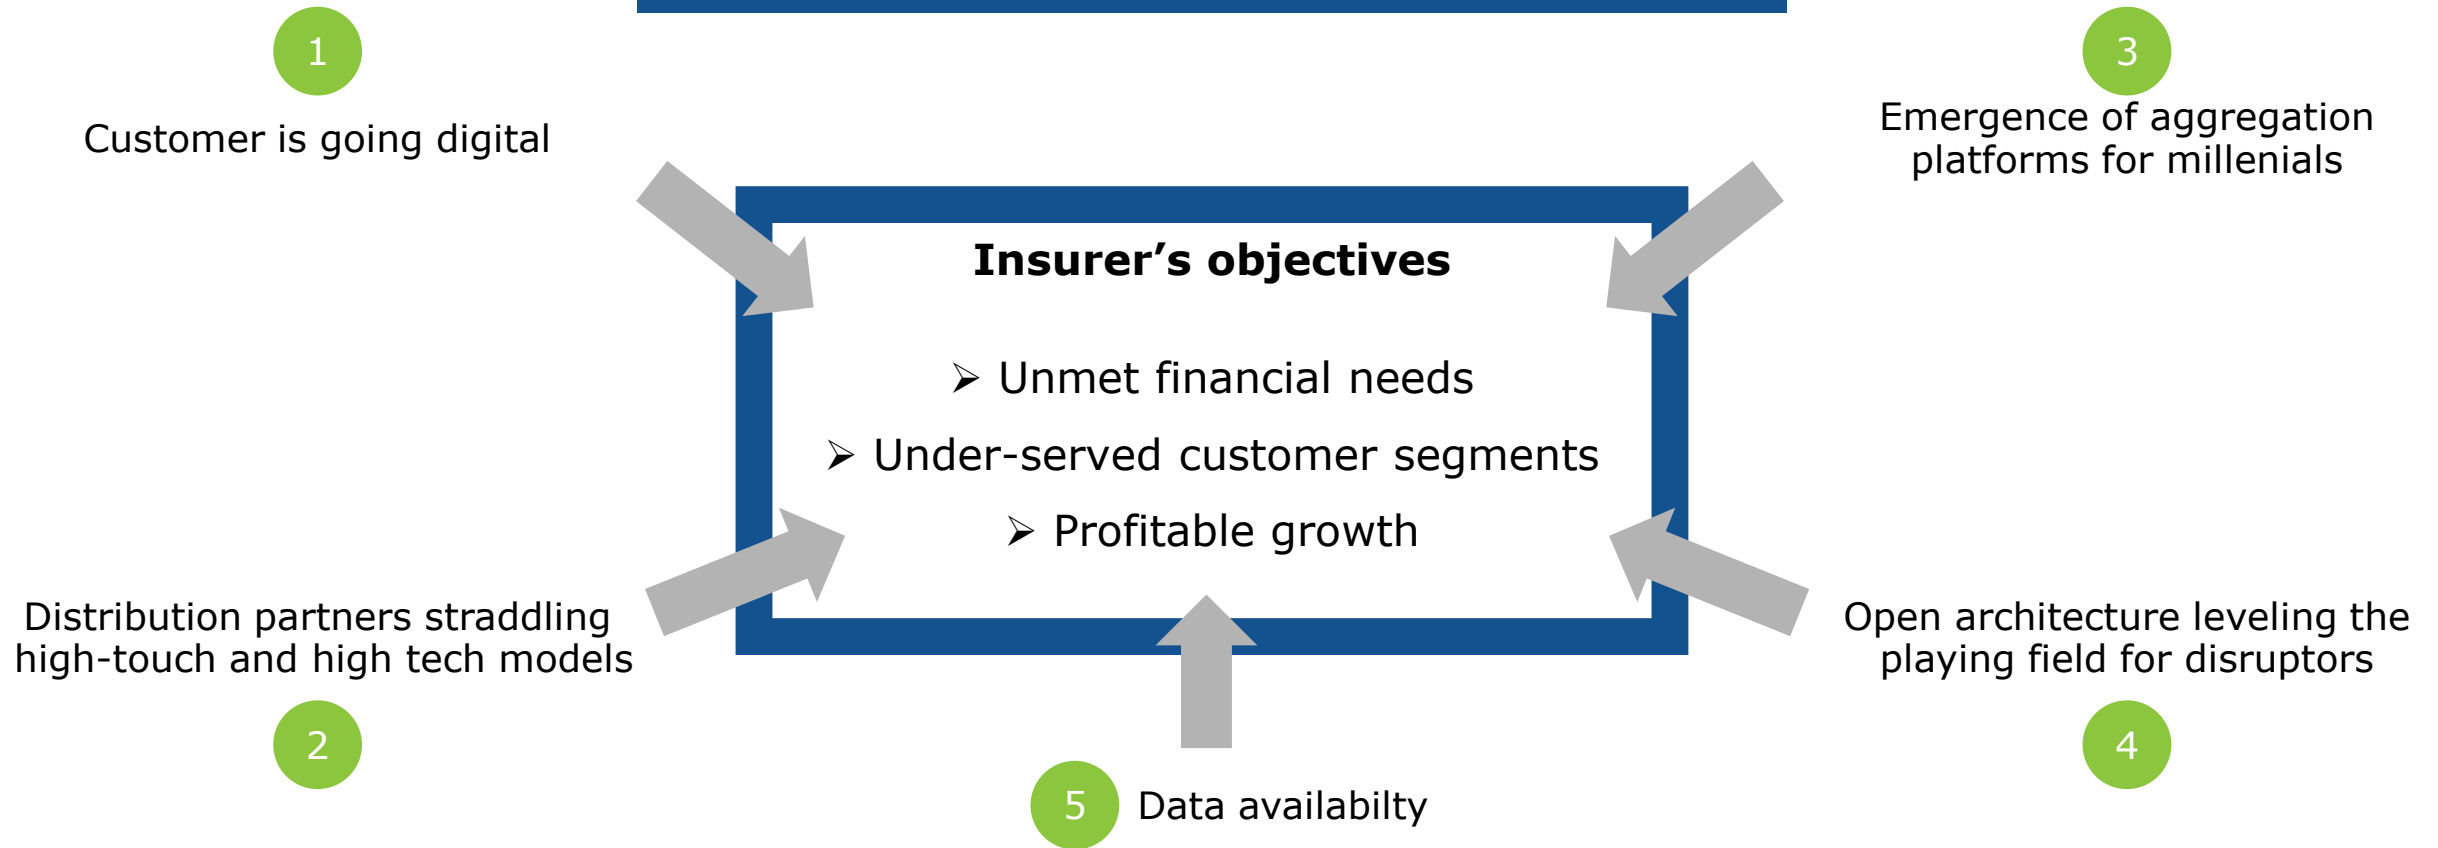 1
Customer is going digital
3
Emergence of aggregation
platforms for millenials
Insurer’s objectives
➢ Unmet financial needs
➢ Under-served customer segments
➢ Profitable growth
Distribution partners straddling
high-touch and high tech models
2
Open architecture leveling the
playing field for disruptors
4
5 Data availabilty